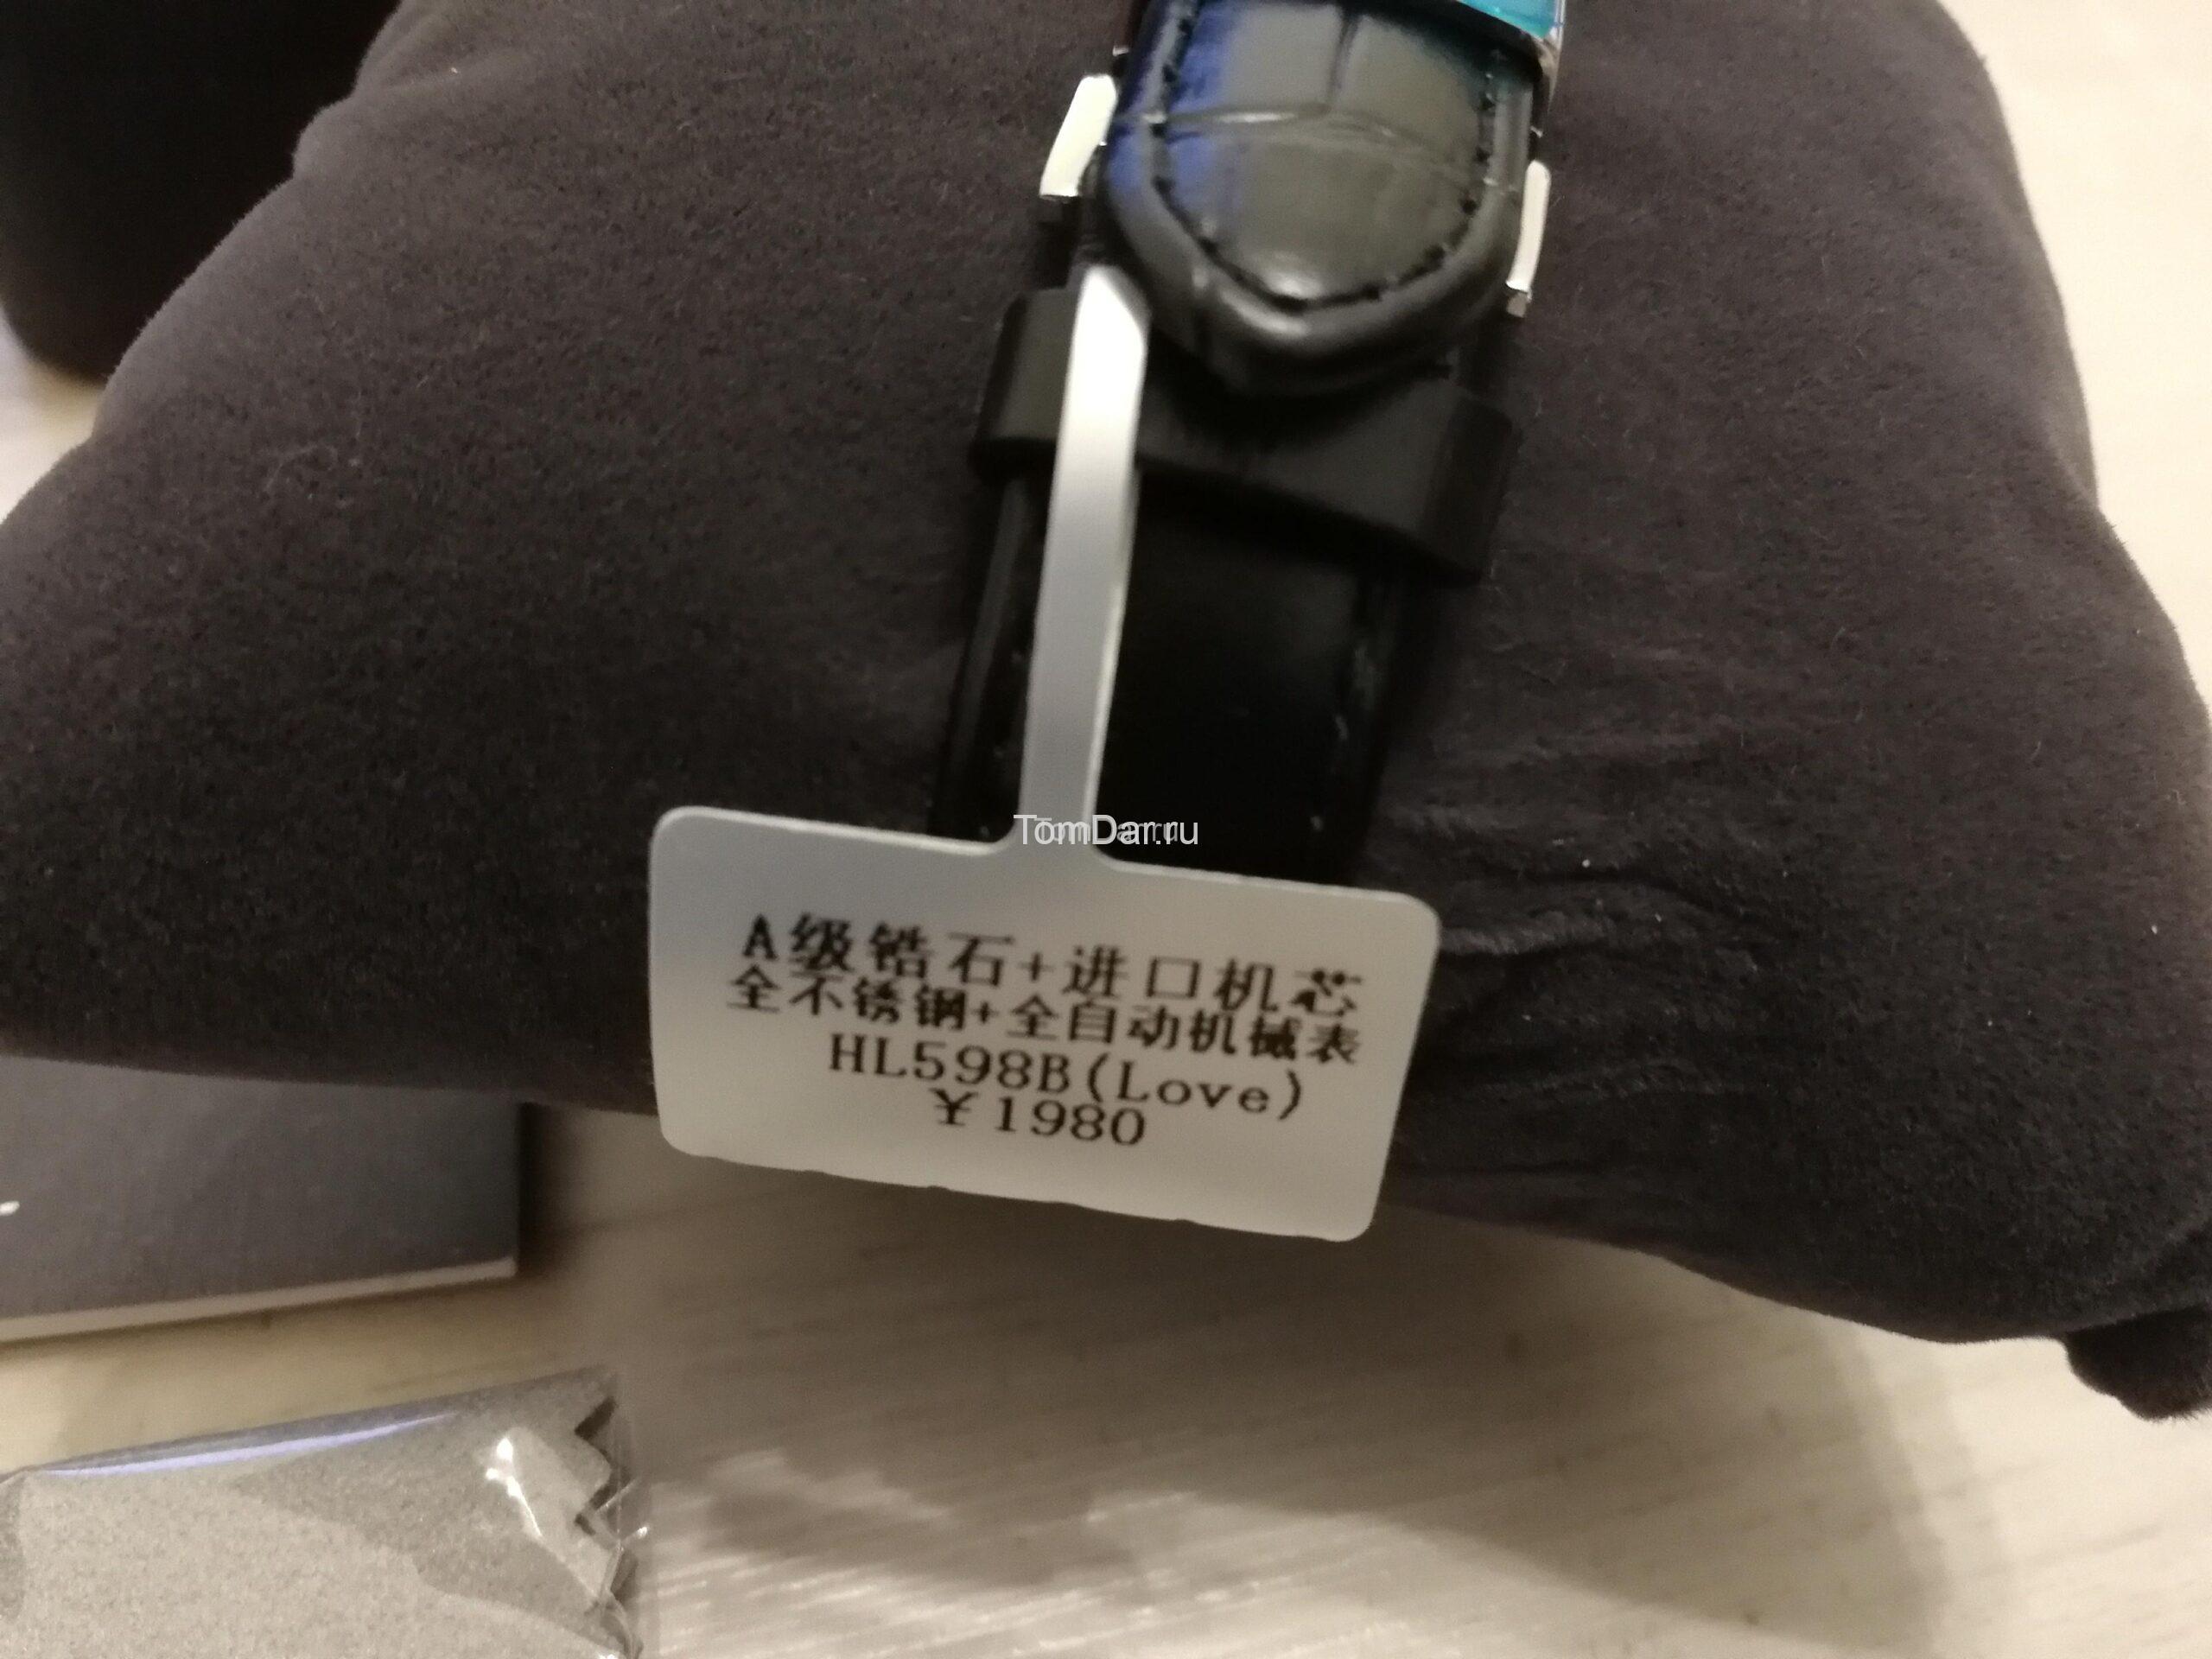 TomDar.ru
A级锆石+进口机芯
全不锈钢+全自动机械表
HL598B(Love)
¥1980